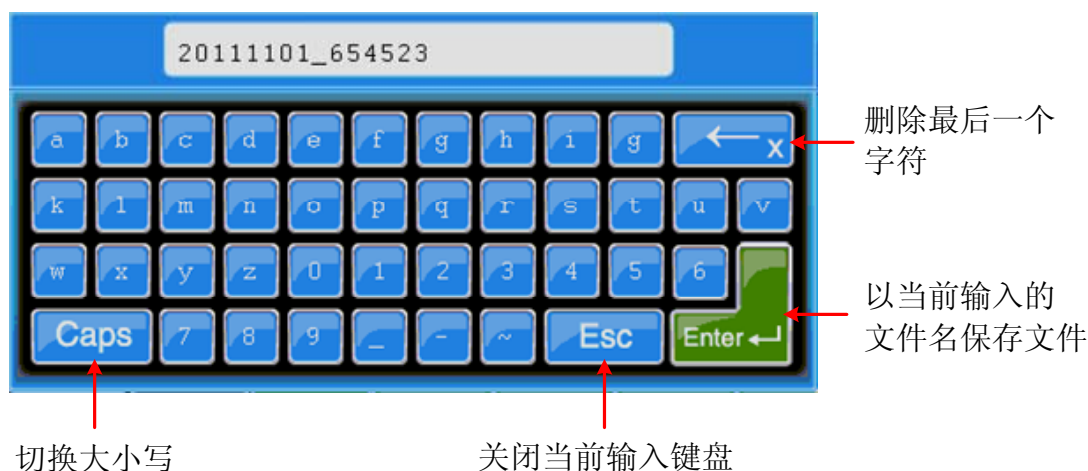 20111101_654523
a b c d e f g h i g ← x
k l m n o p q r s t u v
w x y z 0 1 2 3 4 5 6
Caps 7 8 9 _ - ~ Esc Enter
删除最后一个
字符
以当前输入的
文件名保存文件
切换大小写
关闭当前输入键盘